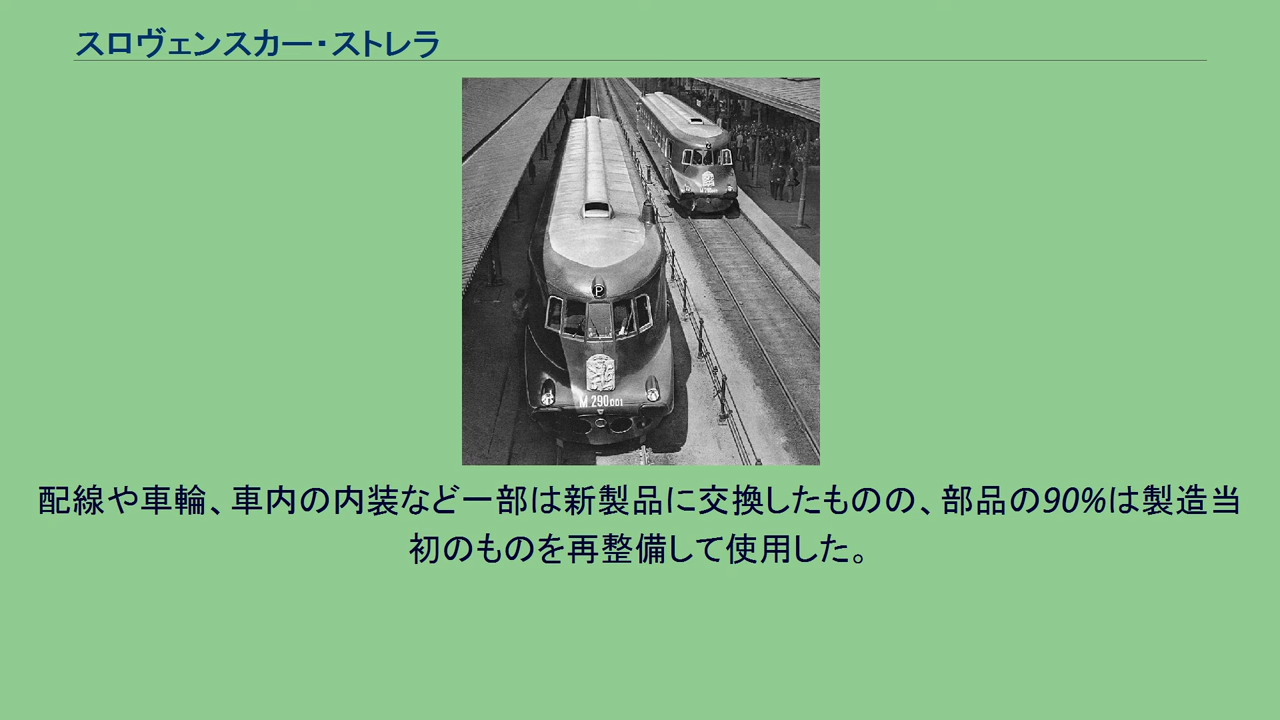 スロヴェンスカー・ストレラ
P
M 290 001
配線や車輪、車内の内装など一部は新製品に交換したものの、部品の90%は製造当
初のものを再整備して使用した。